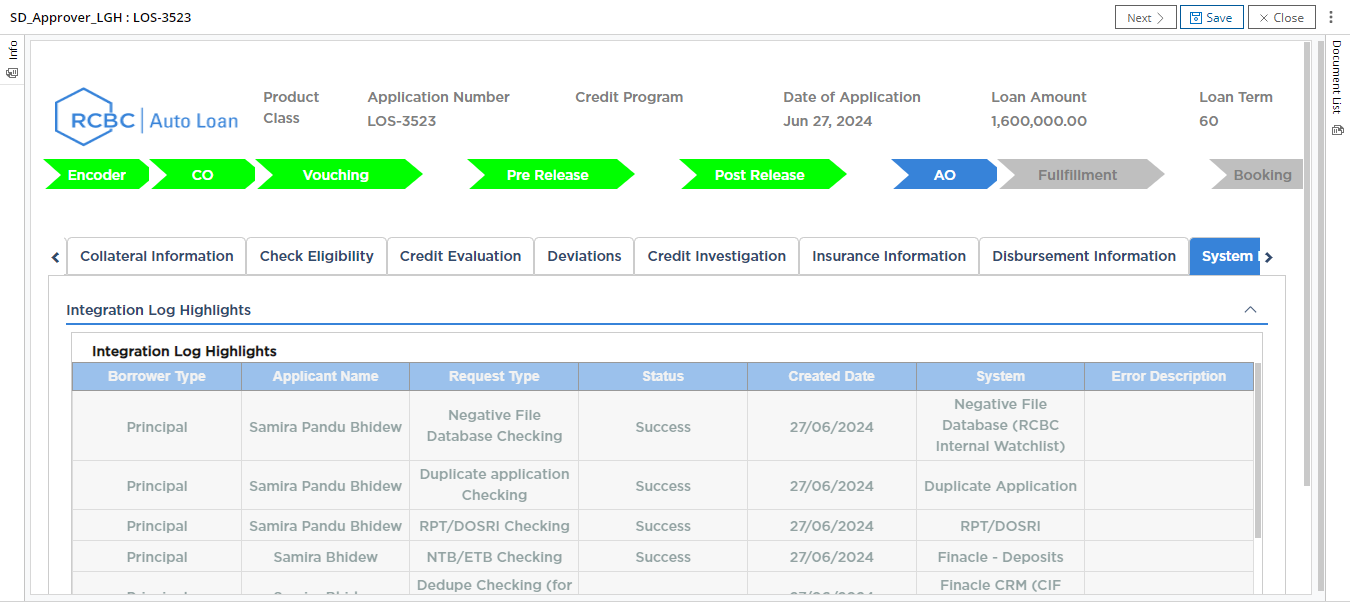 SD_Approver_LGH : LOS-3523
Next
Save
Close
Info
Document List
RCBC Auto Loan
Product Class
Application Number
LOS-3523
Credit Program
Date of Application
Jun 27, 2024
Loan Amount
1,600,000.00
Loan Term
60
Encoder
CO
Vouching
Pre Release
Post Release
AO
Fullfillment
Booking
Collateral Information
Check Eligibility
Credit Evaluation
Deviations
Credit Investigation
Insurance Information
Disbursement Information
System
Integration Log Highlights
Integration Log Highlights
Borrower Type Applicant Name Request Type Status Created Date System Error Description
Principal Samira Pandu Bhidew Negative File Database Checking Success 27/06/2024 Negative File Database (RCBC Internal Watchlist)
Principal Samira Pandu Bhidew Duplicate application Checking Success 27/06/2024 Duplicate Application
Principal Samira Pandu Bhidew RPT/DOSRI Checking Success 27/06/2024 RPT/DOSRI
Principal Samira Bhidew NTB/ETB Checking Success 27/06/2024 Finacle - Deposits
Dedupe Checking (for Finacle CRM (CIF